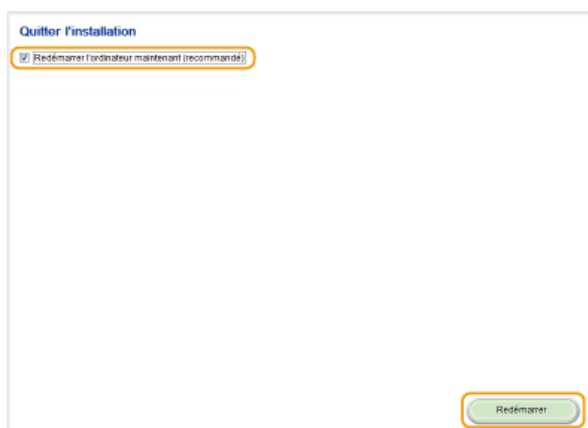 Quitter l'installation
Redémarrer l'ordinateur maintenant (recommandé)
Redémarrer